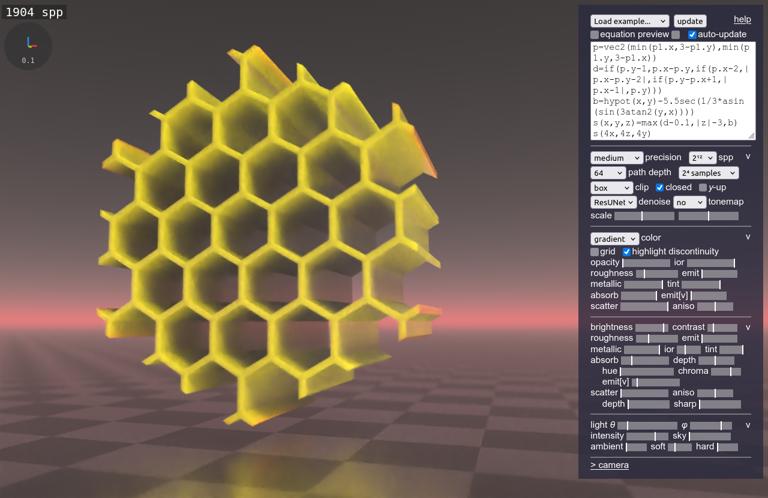 1904 spp
0.1
Load example... update help
equation preview auto-update
p=vec2(min(p1.x,3-p1.y),min(p
1.y,3-p1.x))
d=if(p.y-1,p.x-p.y,if(p.x-2,|
p.x-p.y-2|,if(p.y-p.x+1,|
p.x-1|,p.y)))
b=hypot(x,y)-5.5sec(1/3*asin
(sin(3atan2(y,x))))
s(x,y,z)=max(d-0.1,|z|-3,b)
s(4x,4z,4y)
medium precision 2¹² spp v
64 path depth 2⁴ samples
box clip closed y-up
ResUNet denoise no tonemap
scale
gradient color v
grid highlight discontinuity
opacity ior
roughness emit
metallic tint
absorb emit[v]
scatter aniso
brightness contrast v
roughness emit
metallic ior tint
absorb depth
hue chroma
emit[v]
scatter aniso
depth sharp
light θ φ v
intensity sky
ambient soft hard
> camera